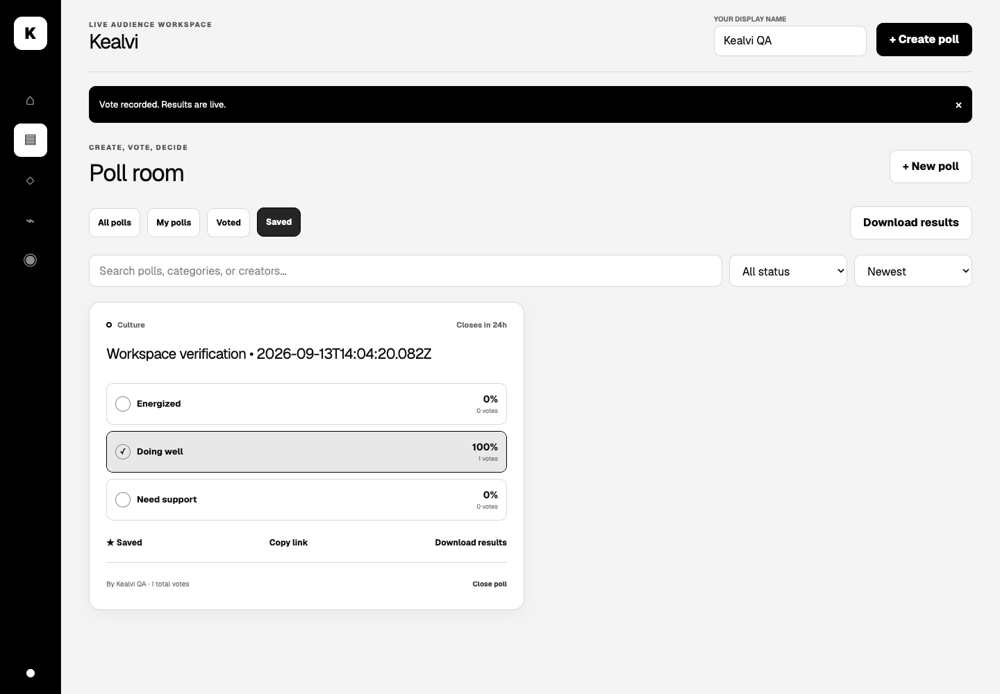 K
LIVE AUDIENCE WORKSPACE
Kealvi
YOUR DISPLAY NAME
Kealvi QA
+ Create poll
Vote recorded. Results are live.
×
CREATE, VOTE, DECIDE
Poll room
+ New poll
All polls
My polls
Voted
Saved
Download results
Search polls, categories, or creators...
All status
Newest
Culture
Closes in 24h
Workspace verification • 2026-09-13T14:04:20.082Z
Energized
0%
0 votes
✓ Doing well
100%
1 votes
Need support
0%
0 votes
★ Saved
Copy link
Download results
By Kealvi QA · 1 total votes
Close poll